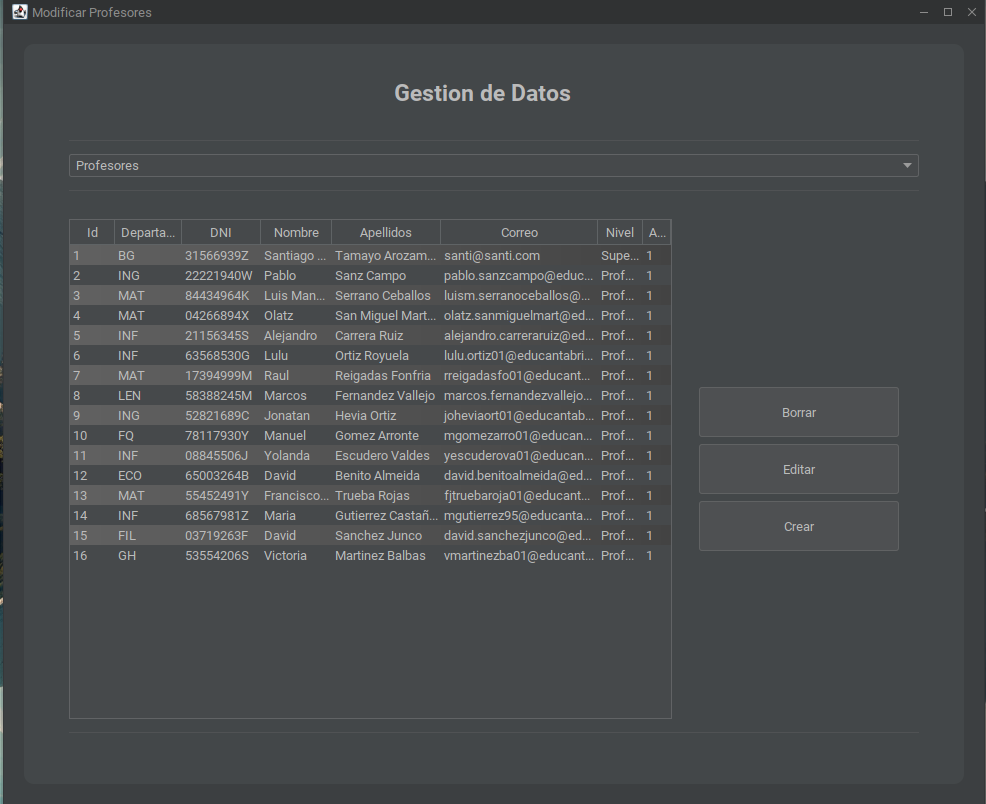 Modificar Profesores
Gestion de Datos
Profesores
Id Departa... DNI Nombre Apellidos Correo Nivel A...
1 BG 31566939Z Santiago ... Tamayo Arozam... santi@santi.com Supe... 1
2 ING 22221940W Pablo Sanz Campo pablo.sanzcampo@educ... Prof... 1
3 MAT 84434964K Luis Man... Serrano Ceballos luism.serranoceballos@... Prof... 1
4 MAT 04266894X Olatz San Miguel Mart... olatz.sanmiguelmart@ed... Prof... 1
5 INF 21156345S Alejandro Carrera Ruiz alejandro.carreraruiz@ed... Prof... 1
6 INF 63568530G Lulu Ortiz Royuela lulu.ortiz01@educantabri... Prof... 1
7 MAT 17394999M Raul Reigadas Fonfria rreigadasfo01@educant... Prof... 1
8 LEN 58388245M Marcos Fernandez Vallejo marcos.fernandezvallejo... Prof... 1
9 ING 52821689C Jonatan Hevia Ortiz joheviaort01@educantab... Prof... 1
10 FQ 78117930Y Manuel Gomez Arronte mgomezarro01@educan... Prof... 1
11 INF 08845506J Yolanda Escudero Valdes yescuderova01@educan... Prof... 1
12 ECO 65003264B David Benito Almeida david.benitoalmeida@ed... Prof... 1
13 MAT 55452491Y Francisco... Trueba Rojas fjtruebaroja01@educant... Prof... 1
14 INF 68567981Z Maria Gutierrez Castañ... mgutierrez95@educanta... Prof... 1
15 FIL 03719263F David Sanchez Junco david.sanchezjunco@ed... Prof... 1
16 GH 53554206S Victoria Martinez Balbas vmartinezba01@educant... Prof... 1
Borrar
Editar
Crear